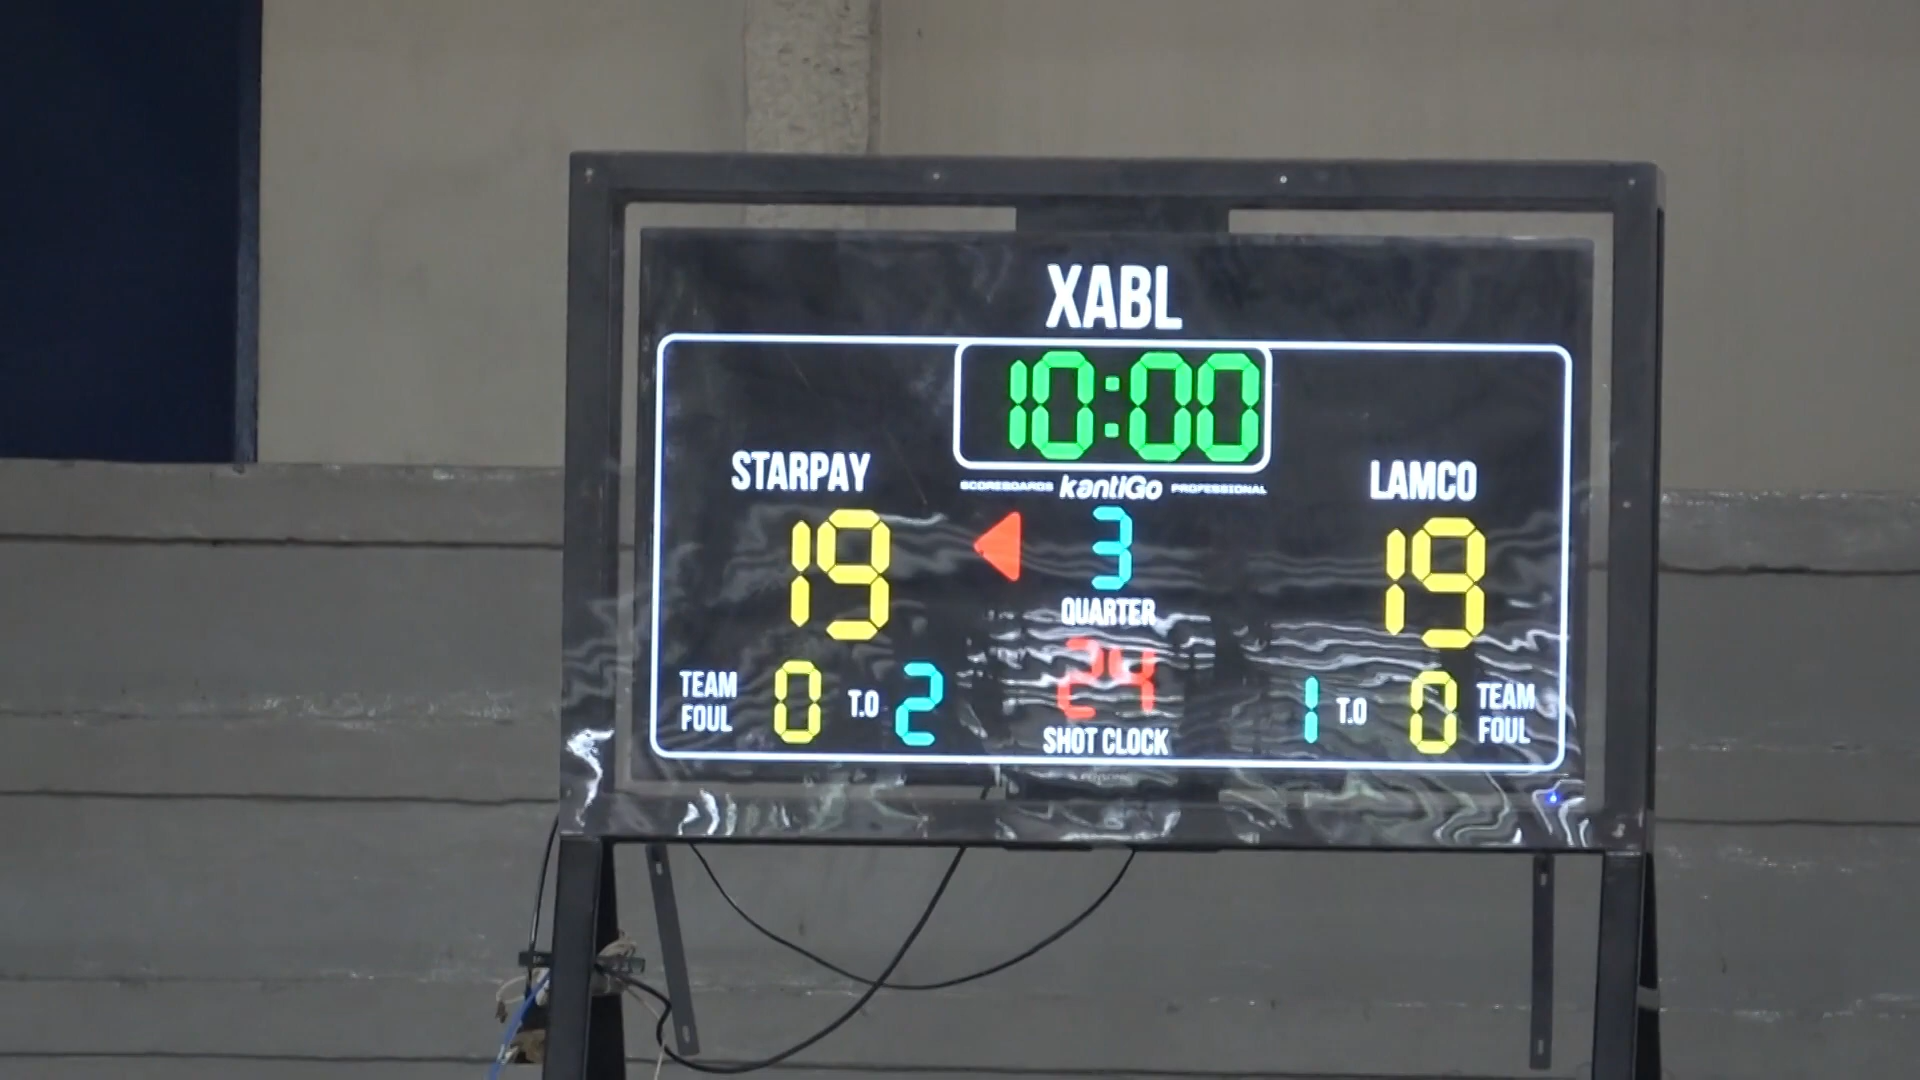 XABL
10:00
STARPAY
SCOREBOARDS kantiGo PROFESSIONAL
LAMCO
19
3
19
QUARTER
TEAM FOUL 0 T.O 2
24
1 T.O 0 TEAM FOUL
SHOT CLOCK